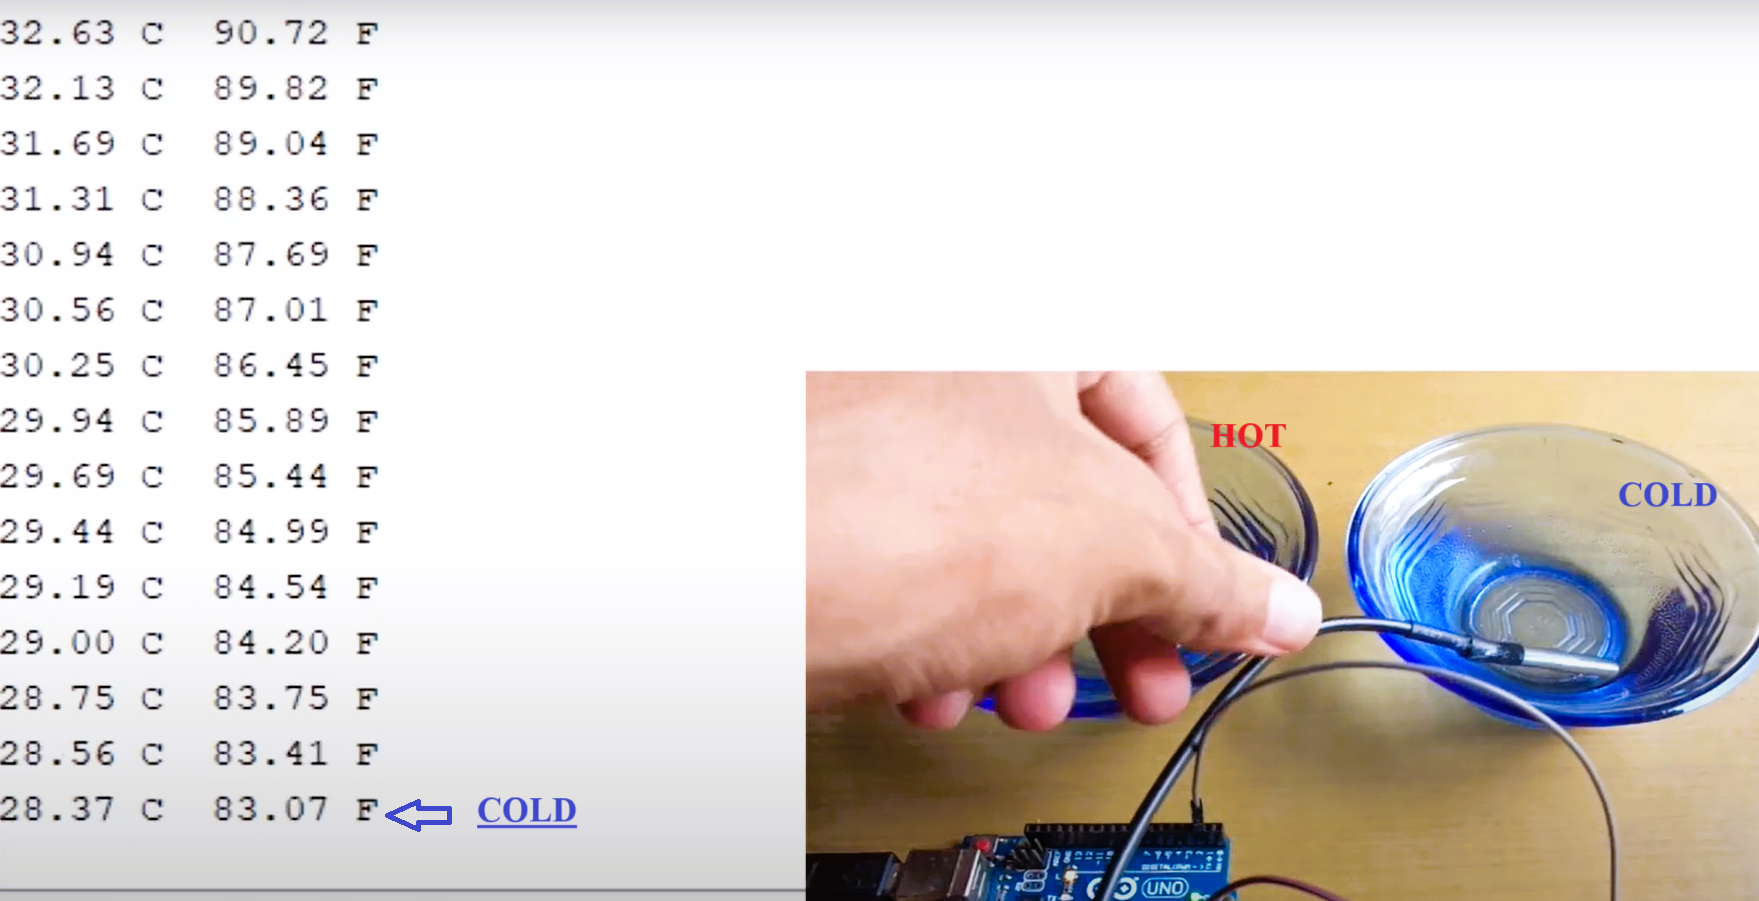 32.63 C 90.72 F
32.13 C 89.82 F
31.69 C 89.04 F
31.31 C 88.36 F
30.94 C 87.69 F
30.56 C 87.01 F
30.25 C 86.45 F
29.94 C 85.89 F
29.69 C 85.44 F
29.44 C 84.99 F
29.19 C 84.54 F
29.00 C 84.20 F
28.75 C 83.75 F
28.56 C 83.41 F
28.37 C 83.07 F COLD
HOT
COLD
UNO